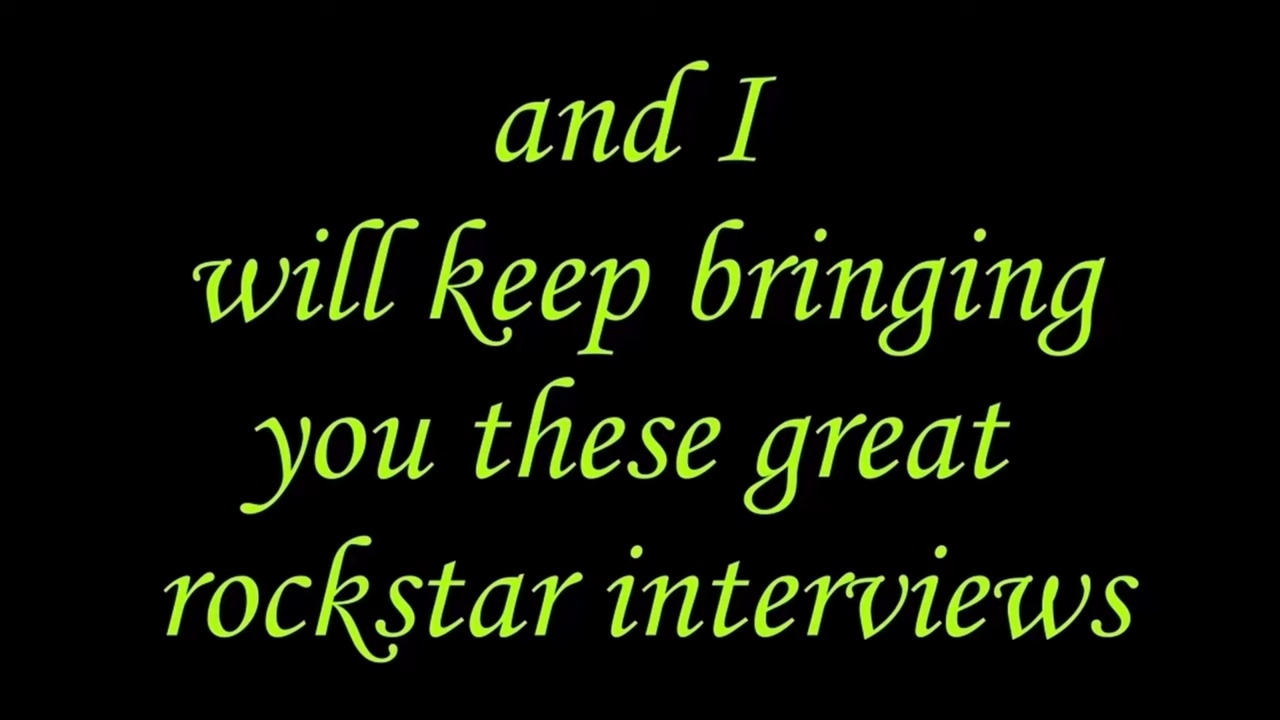 and I
will keep bringing
you these great
rockstar interviews